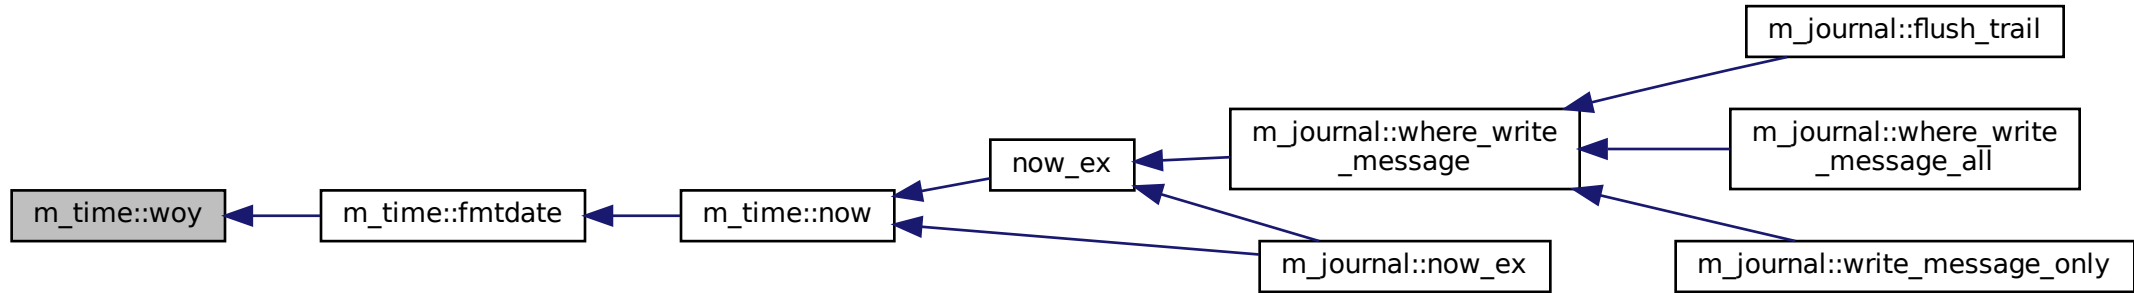 m_time::woy
m_time::fmtdate
m_time::now
now_ex
m_journal::where_write
_message
m_journal::now_ex
m_journal::flush_trail
m_journal::where_write
_message_all
m_journal::write_message_only